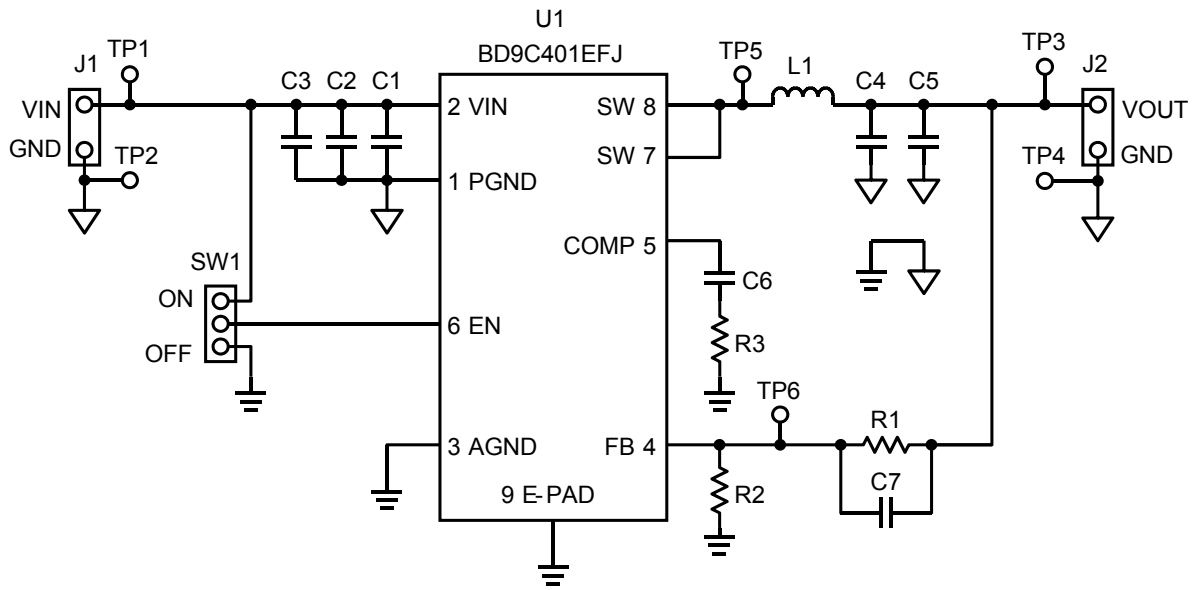 U1
BD9C401EFJ
TP1
J1
VIN
GND
TP2
C3 C2 C1
2 VIN
1 PGND
SW1
ON
OFF
6 EN
3 AGND
9 E-PAD
SW 8
SW 7
COMP 5
FB 4
TP5
L1
C4 C5
TP3
J2
VOUT
GND
TP4
C6
R3
TP6
R1
C7
R2